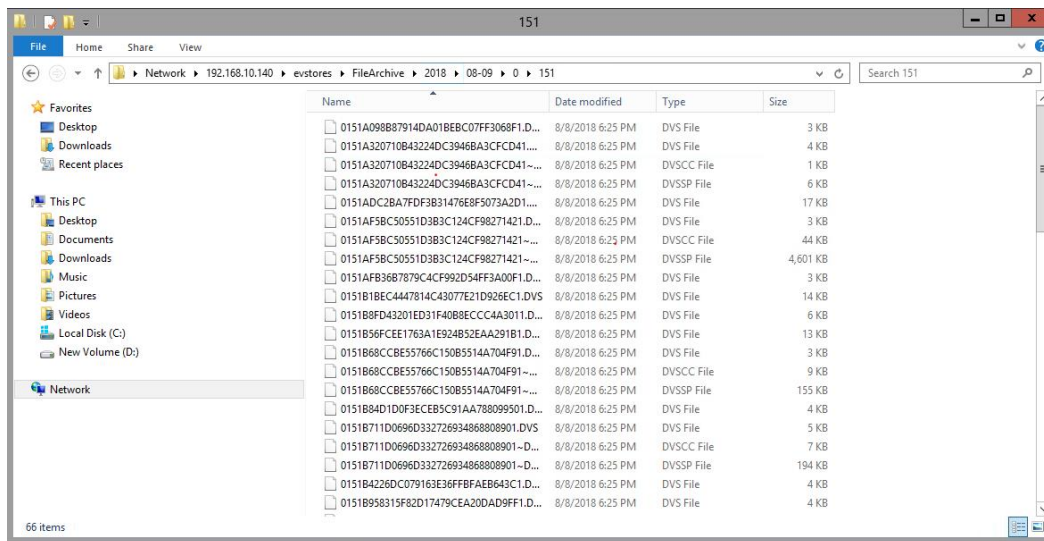 151
File Home Share View
Network 192.168.10.140 evstores FileArchive 2018 08-09 0 151 Search 151
Favorites
Desktop
Downloads
Recent places
This PC
Desktop
Documents
Downloads
Music
Pictures
Videos
Local Disk (C:)
New Volume (D:)
Network
Name Date modified Type Size
0151A098B87914DA01BEBC07FF3068F1.D... 8/8/2018 6:25 PM DVS File 3 KB
0151A320710B43224DC3946BA3CFCD41.... 8/8/2018 6:25 PM DVS File 4 KB
0151A320710B43224DC3946BA3CFCD41~... 8/8/2018 6:25 PM DVSCC File 1 KB
0151A320710B43224DC3946BA3CFCD41~... 8/8/2018 6:25 PM DVSSP File 6 KB
0151ADC2BA7FDF3B31476E8F5073A2D1.... 8/8/2018 6:25 PM DVS File 17 KB
0151AF5BC50551D3B3C124CF98271421.D... 8/8/2018 6:25 PM DVS File 3 KB
0151AF5BC50551D3B3C124CF98271421~... 8/8/2018 6:25 PM DVSCC File 44 KB
0151AF5BC50551D3B3C124CF98271421~... 8/8/2018 6:25 PM DVSSP File 4,601 KB
0151AFB36B7879C4CF992D54FF3A00F1.D... 8/8/2018 6:25 PM DVS File 3 KB
0151B1BEC4447814C43077E21D926EC1.DVS 8/8/2018 6:25 PM DVS File 14 KB
0151B8FD43201ED31F40B8ECCC4A3011.D... 8/8/2018 6:25 PM DVS File 6 KB
0151B56FCEE1763A1E924B52EAA291B1.D... 8/8/2018 6:25 PM DVS File 13 KB
0151B68CCBE55766C150B5514A704F91.D... 8/8/2018 6:25 PM DVS File 3 KB
0151B68CCBE55766C150B5514A704F91~... 8/8/2018 6:25 PM DVSCC File 9 KB
0151B68CCBE55766C150B5514A704F91~... 8/8/2018 6:25 PM DVSSP File 155 KB
0151B84D1D0F3ECEB5C91AA788099501.D... 8/8/2018 6:25 PM DVS File 4 KB
0151B711D0696D332726934868808901.DVS 8/8/2018 6:25 PM DVS File 5 KB
0151B711D0696D332726934868808901~D... 8/8/2018 6:25 PM DVSCC File 7 KB
0151B711D0696D332726934868808901~D... 8/8/2018 6:25 PM DVSSP File 194 KB
0151B4226DC079163E36FFBFAEB643C1.D... 8/8/2018 6:25 PM DVS File 4 KB
0151B958315F82D17479CEA20DAD9FF1.D... 8/8/2018 6:25 PM DVS File 4 KB
66 items